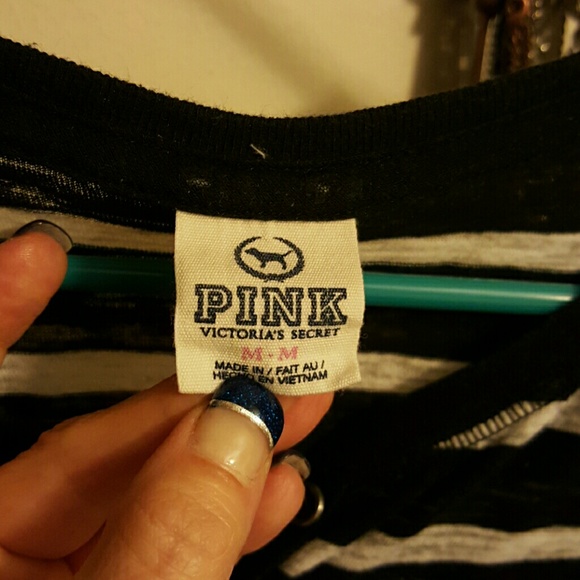 PINK
VICTORIA'S SECRET
M - M
MADE IN / FAIT AU /
HECHO EN VIETNAM